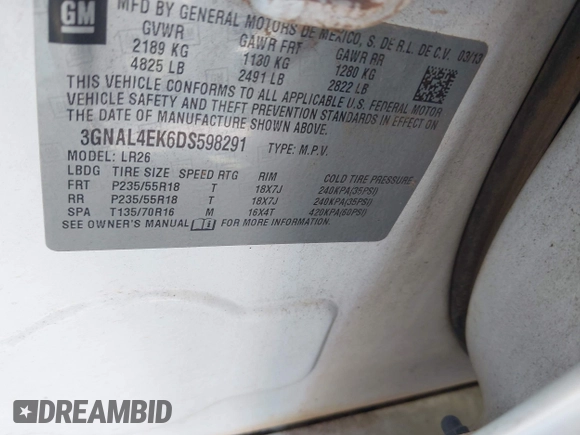 GM
MFD BY GENERAL MOTORS DE MEXICO, S. DE R.L. DE C.V. 03/13
GVWR GAWR FRT GAWR RR
2189 KG 1130 KG 1280 KG
4825 LB 2491 LB 2822 LB
THIS VEHICLE CONFORMS TO ALL APPLICABLE U.S. FEDERAL MOTOR
VEHICLE SAFETY AND THEFT PREVENTION STANDARDS IN EFFECT ON
THE DATE OF MANUFACTURE SHOWN ABOVE.
3GNAL4EK6DS598291 TYPE: M.P.V.
MODEL: LR26
LBDG TIRE SIZE SPEED RTG RIM COLD TIRE PRESSURE
FRT P235/55R18 T 18X7J 240KPA(35PSI)
RR P235/55R18 T 18X7J 240KPA(35PSI)
SPA T135/70R16 M 16X4T 420KPA(60PSI)
SEE OWNER'S MANUAL FOR MORE INFORMATION
DREAMBID